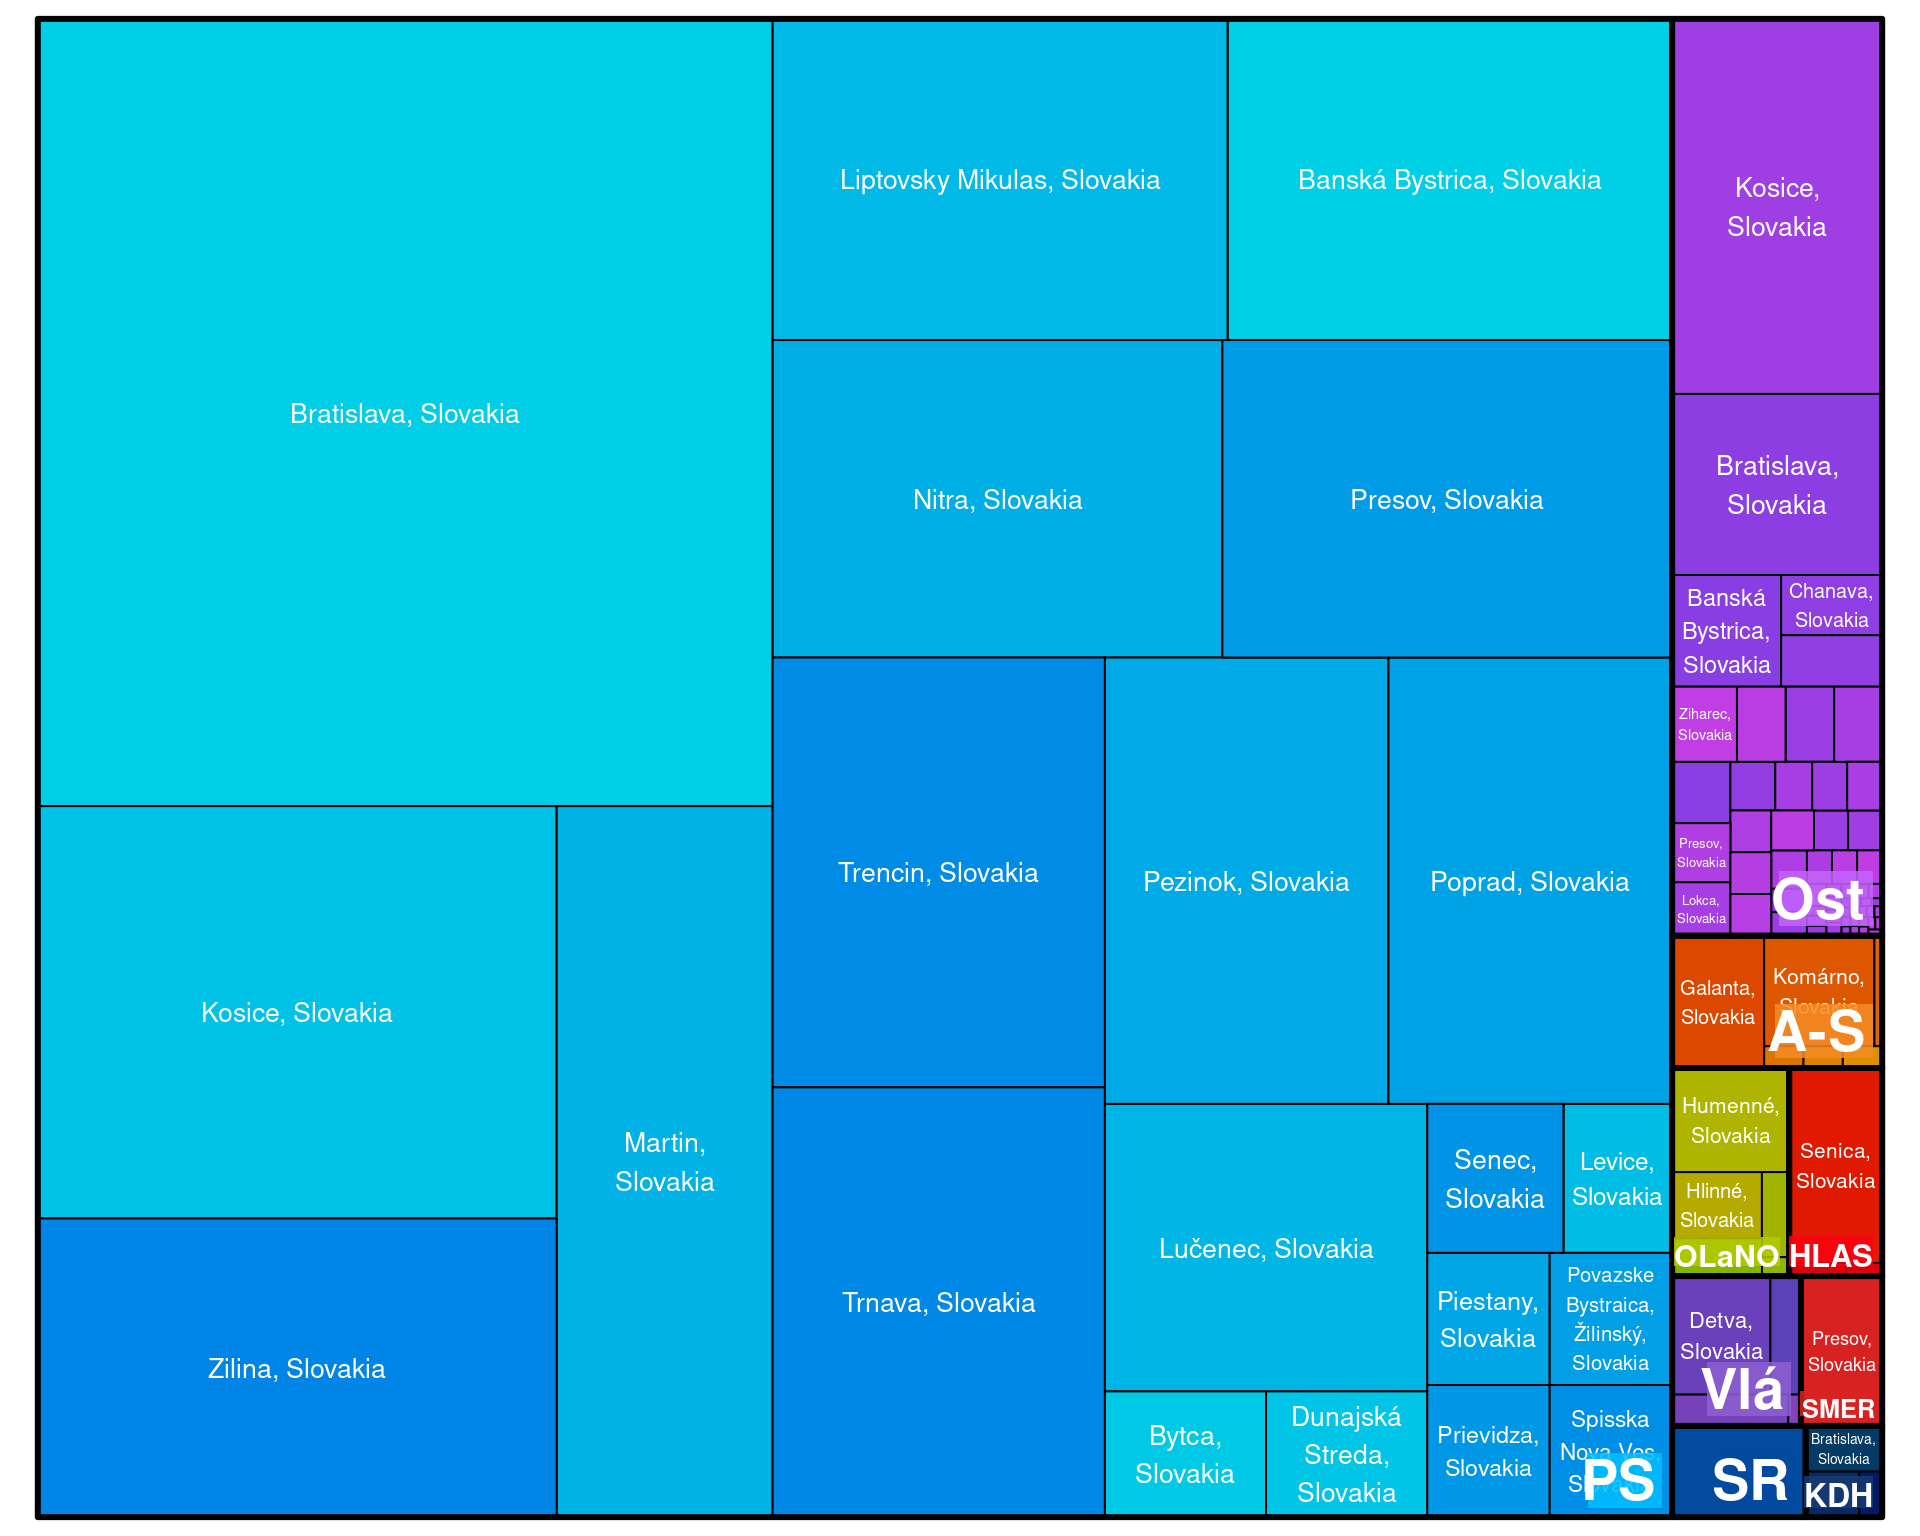 Bratislava, Slovakia
Liptovsky Mikulas, Slovakia
Banská Bystrica, Slovakia
Nitra, Slovakia
Presov, Slovakia
Kosice, Slovakia
Zilina, Slovakia
Martin,
Slovakia
Trencin, Slovakia
Trnava, Slovakia
Pezinok, Slovakia
Poprad, Slovakia
Lučenec, Slovakia
Bytca,
Slovakia
Dunajská
Streda,
Slovakia
Senec,
Slovakia
Levice,
Slovakia
Piestany,
Slovakia
Povazske
Bystraica,
Žilinský,
Slovakia
Prievidza,
Slovakia
Spisska
Nova Ves,
Slovakia
PS
Kosice,
Slovakia
Bratislava,
Slovakia
Banská
Bystrica,
Slovakia
Chanava,
Slovakia
Ziharec,
Slovakia
Presov,
Slovakia
Lokca,
Slovakia
Ost
Galanta,
Slovakia
Komárno,
Slovakia
A-S
Humenné,
Slovakia
Hlinné,
Slovakia
OLaNO
Senica,
Slovakia
HLAS
Detva,
Slovakia
Vlá
Presov,
Slovakia
SMER
SR
Bratislava,
Slovakia
KDH